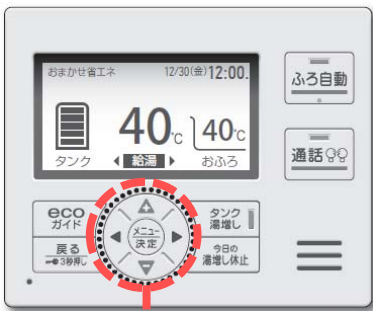 おまかせ省エネ 12/30(金)12:00.
40℃ 40℃
タンク ◀ 給湯 ▶ おふろ
ふろ自動
通話
eco
ガイド
戻る
3秒押し
メニュー
決定
タンク
湯増し
今日の
湯増し休止